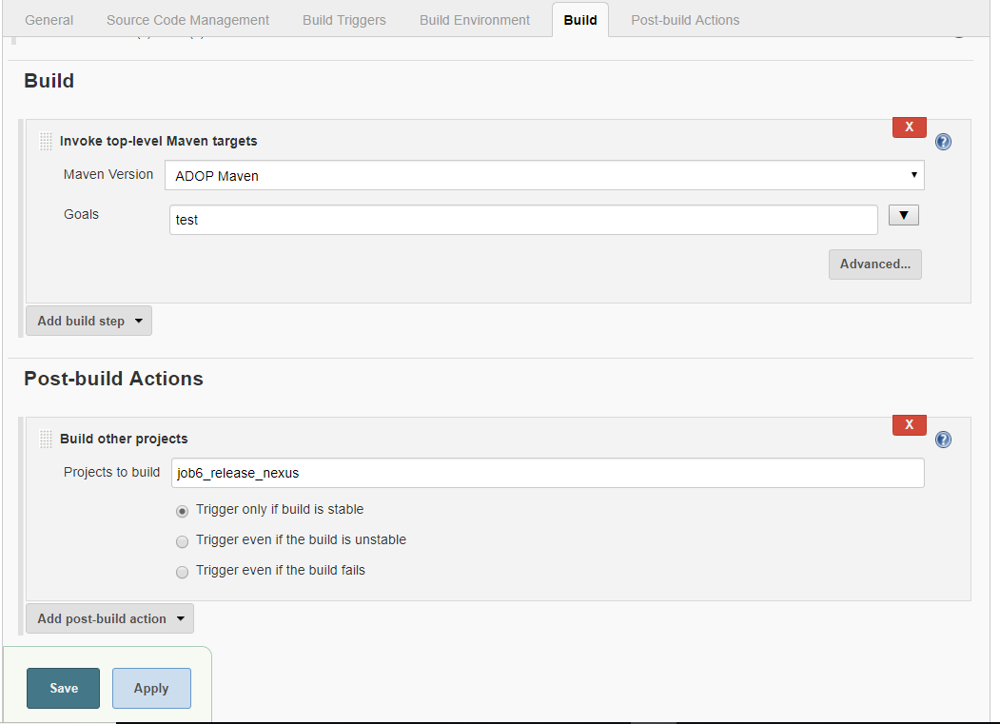 General Source Code Management Build Triggers Build Environment Build Post-build Actions
Build
X
Invoke top-level Maven targets
?
Maven Version ADOP Maven
Goals test
Advanced...
Add build step
Post-build Actions
X
Build other projects
?
Projects to build job6_release_nexus
Trigger only if build is stable
Trigger even if the build is unstable
Trigger even if the build fails
Add post-build action
Save Apply